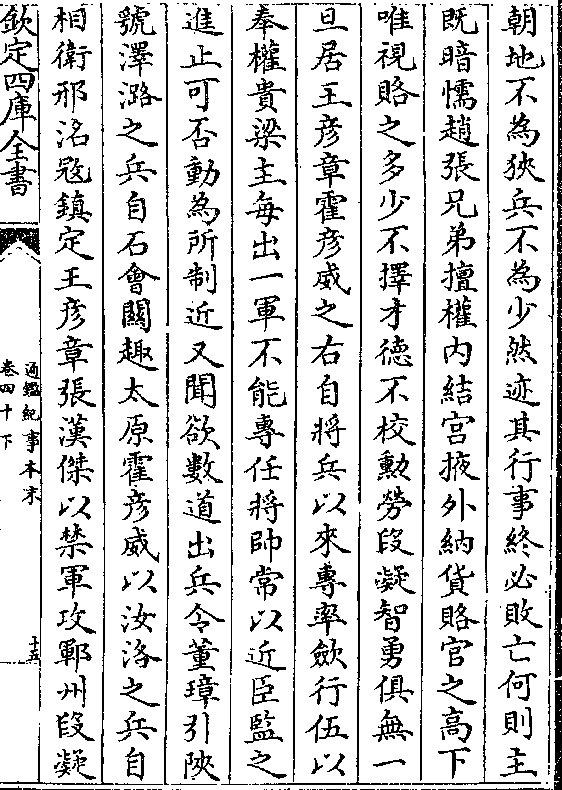 朝地不為狹兵不為少然迹其行事終必敗亡何則主
既暗懦趙張兄弟擅權内結宫掖外納貨賂官之髙下
唯視賂之多少不擇才德不校勲勞段凝智勇俱無一
旦居王彦章霍彦威之右自將兵以來專率斂行伍以
奉權貴梁主每出一軍不能專任將帥常以近臣監之
進止可否動為所制近又聞欲數道出兵令董璋引陜
虢澤潞之兵自石會關趣太原霍彦威以汝洛之兵自
相衛邢洺宼鎮定王彦章張漢傑以禁軍攻鄆州段凝
欽定四庫全書
通鑑紀事本末
卷四十下
十五